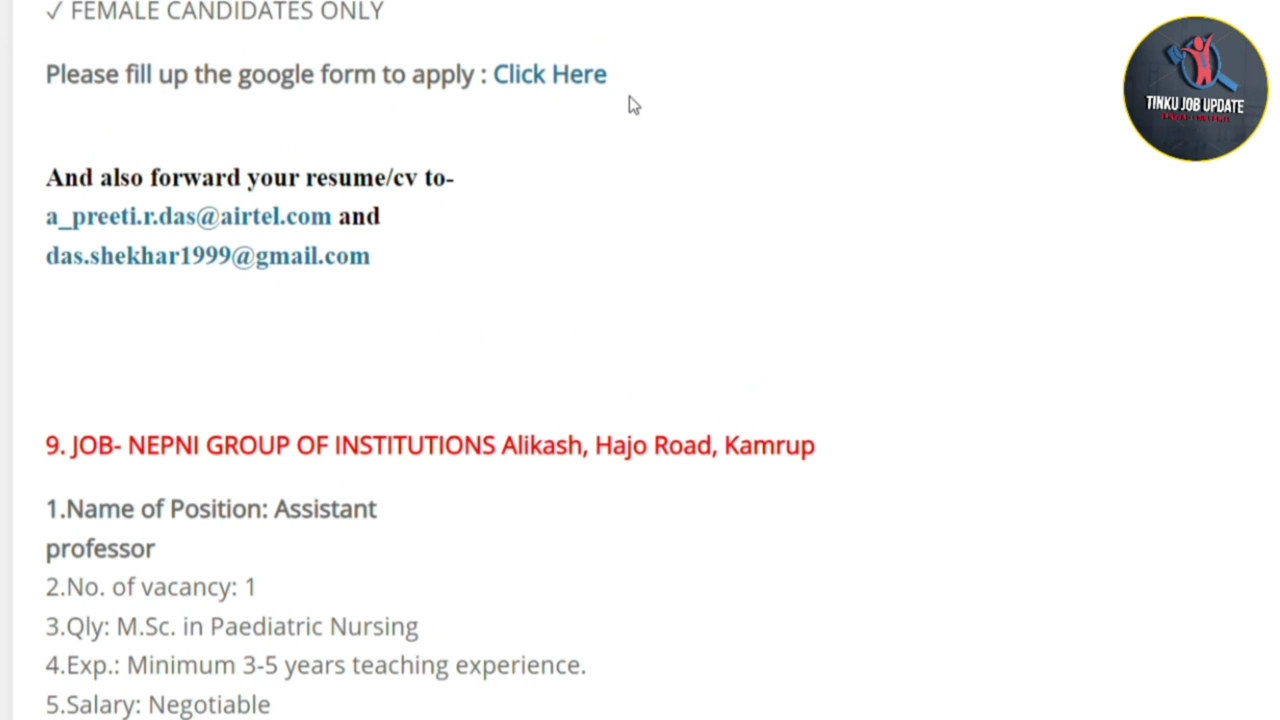 ✓ FEMALE CANDIDATES ONLY
Please fill up the google form to apply : Click Here
And also forward your resume/cv to-
a_preeti.r.das@airtel.com and
das.shekhar1999@gmail.com
9. JOB- NEPNI GROUP OF INSTITUTIONS Alikash, Hajo Road, Kamrup
1.Name of Position: Assistant
professor
2.No. of vacancy: 1
3.Qly: M.Sc. in Paediatric Nursing
4.Exp.: Minimum 3-5 years teaching experience.
5.Salary: Negotiable
TINKU JOB UPDATE